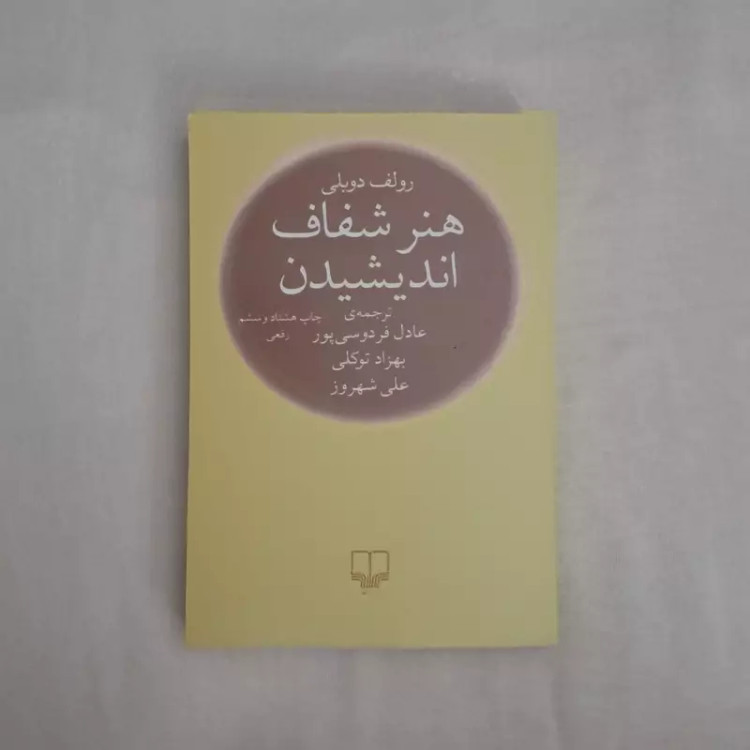 رولف دوبلی
هنر شفاف
اندیشیدن
ترجمه‌ی
عادل فردوسی‌پور
بهزاد توکلی
علی شهروز
چاپ هشتاد و ششم
رقعی